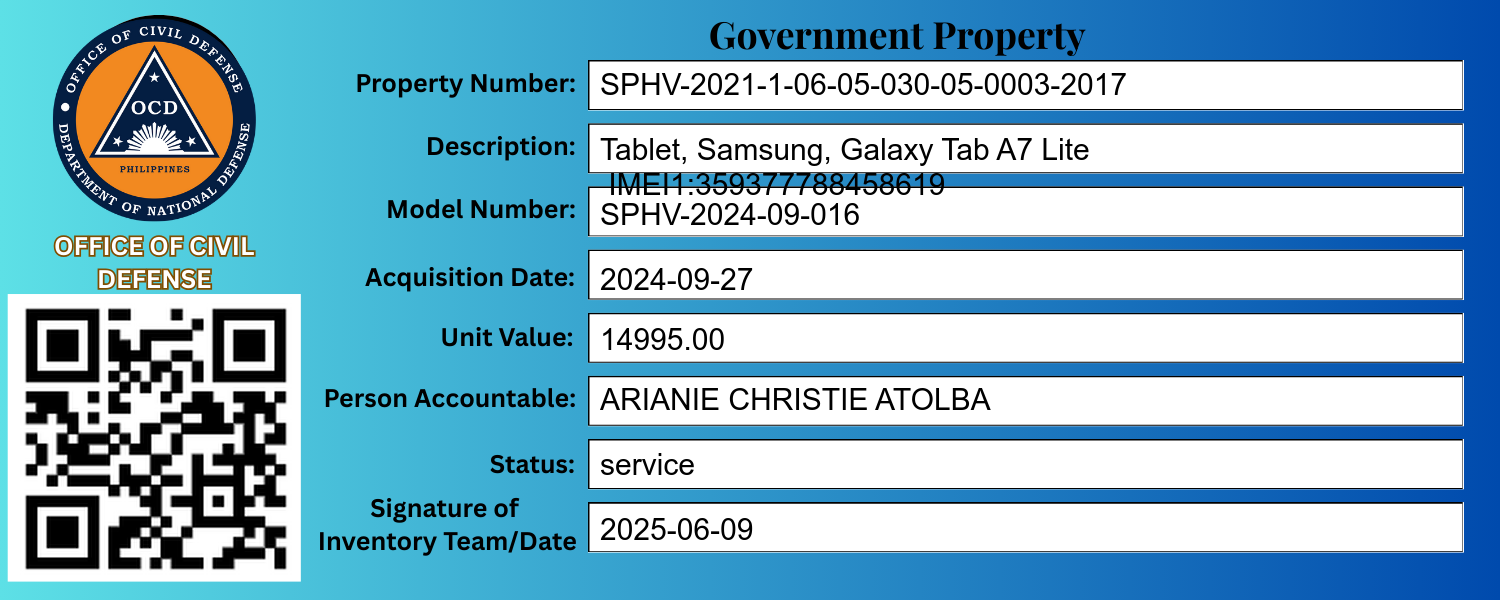 Government Property
OFFICE OF CIVIL DEFENSE
DEPARTMENT OF NATIONAL DEFENSE
OCD
PHILIPPINES
OFFICE OF CIVIL
DEFENSE
Property Number: SPHV-2021-1-06-05-030-05-0003-2017
Description: Tablet, Samsung, Galaxy Tab A7 Lite
IMEI1:359377788458619
Model Number: SPHV-2024-09-016
Acquisition Date: 2024-09-27
Unit Value: 14995.00
Person Accountable: ARIANIE CHRISTIE ATOLBA
Status: service
Signature of
Inventory Team/Date 2025-06-09